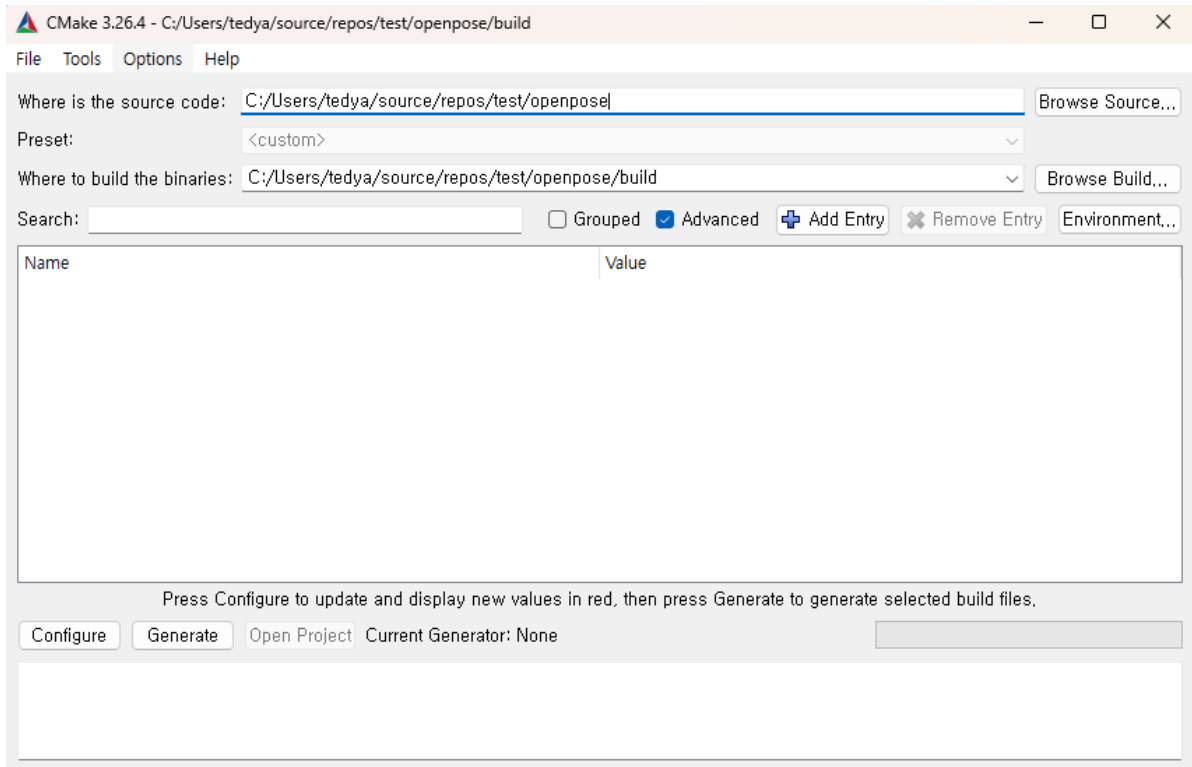 CMake 3.26.4 - C:/Users/tedya/source/repos/test/openpose/build
File Tools Options Help
Where is the source code: C:/Users/tedya/source/repos/test/openpose Browse Source...
Preset: <custom>
Where to build the binaries: C:/Users/tedya/source/repos/test/openpose/build Browse Build...
Search: Grouped Advanced Add Entry Remove Entry Environment...
Name Value
Press Configure to update and display new values in red, then press Generate to generate selected build files.
Configure Generate Open Project Current Generator: None